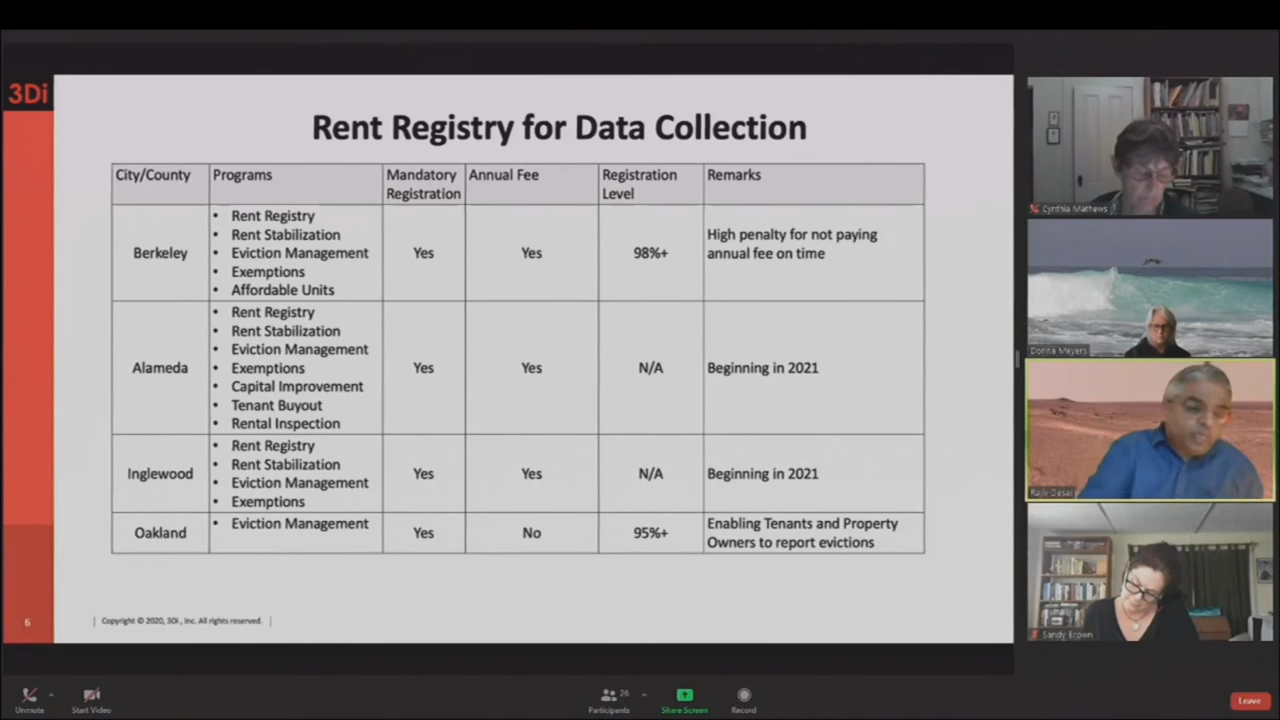 3Di
Rent Registry for Data Collection
City/County Programs Mandatory Registration Annual Fee Registration Level Remarks
Berkeley
• Rent Registry
• Rent Stabilization
• Eviction Management
• Exemptions
• Affordable Units
Yes Yes 98%+
High penalty for not paying
annual fee on time
Alameda
• Rent Registry
• Rent Stabilization
• Eviction Management
• Exemptions
• Capital Improvement
• Tenant Buyout
• Rental Inspection
Yes Yes N/A Beginning in 2021
Inglewood
• Rent Registry
• Rent Stabilization
• Eviction Management
• Exemptions
Yes Yes N/A Beginning in 2021
Oakland
• Eviction Management
Yes No 95%+
Enabling Tenants and Property
Owners to report evictions
6
| Copyright © 2020, 3Di , Inc. All rights reserved. |
Cynthia Mathews
Donna Meyers
Rajiv Desai
Sandy Brown
Unmute
Start Video
26
Participants
Share Screen
Record
Leave